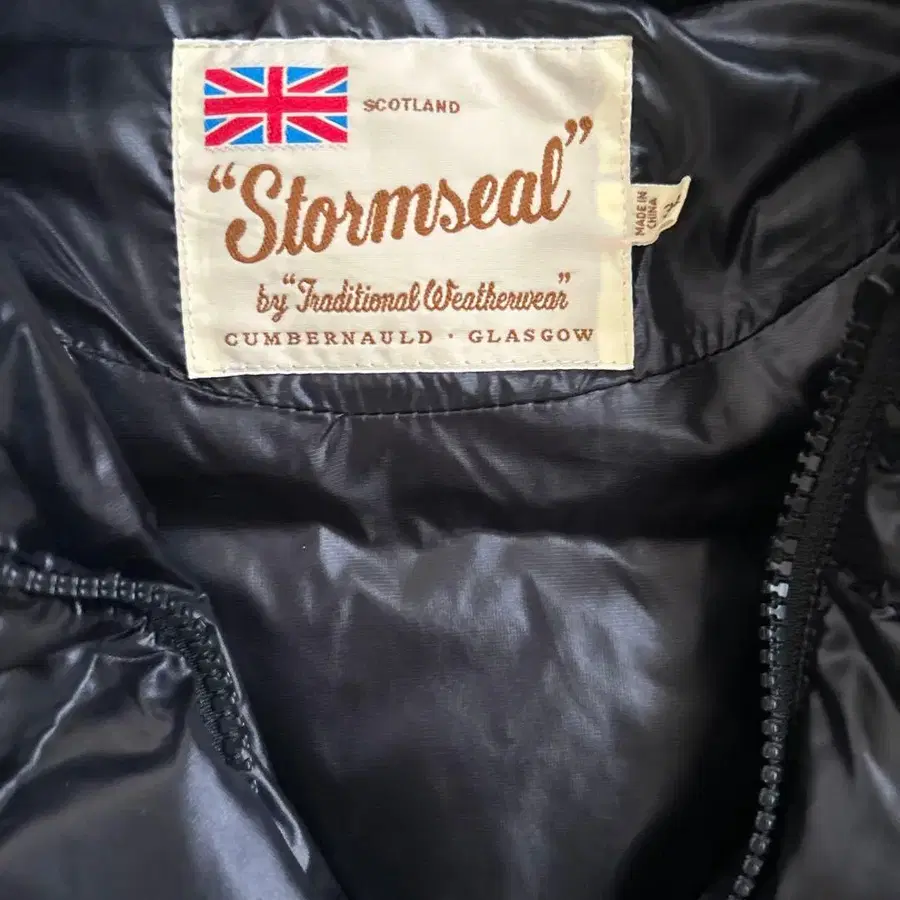 SCOTLAND
“Stormseal”
by “Traditional Weatherwear”
CUMBERNAULD · GLASGOW
MADE IN
CHINA